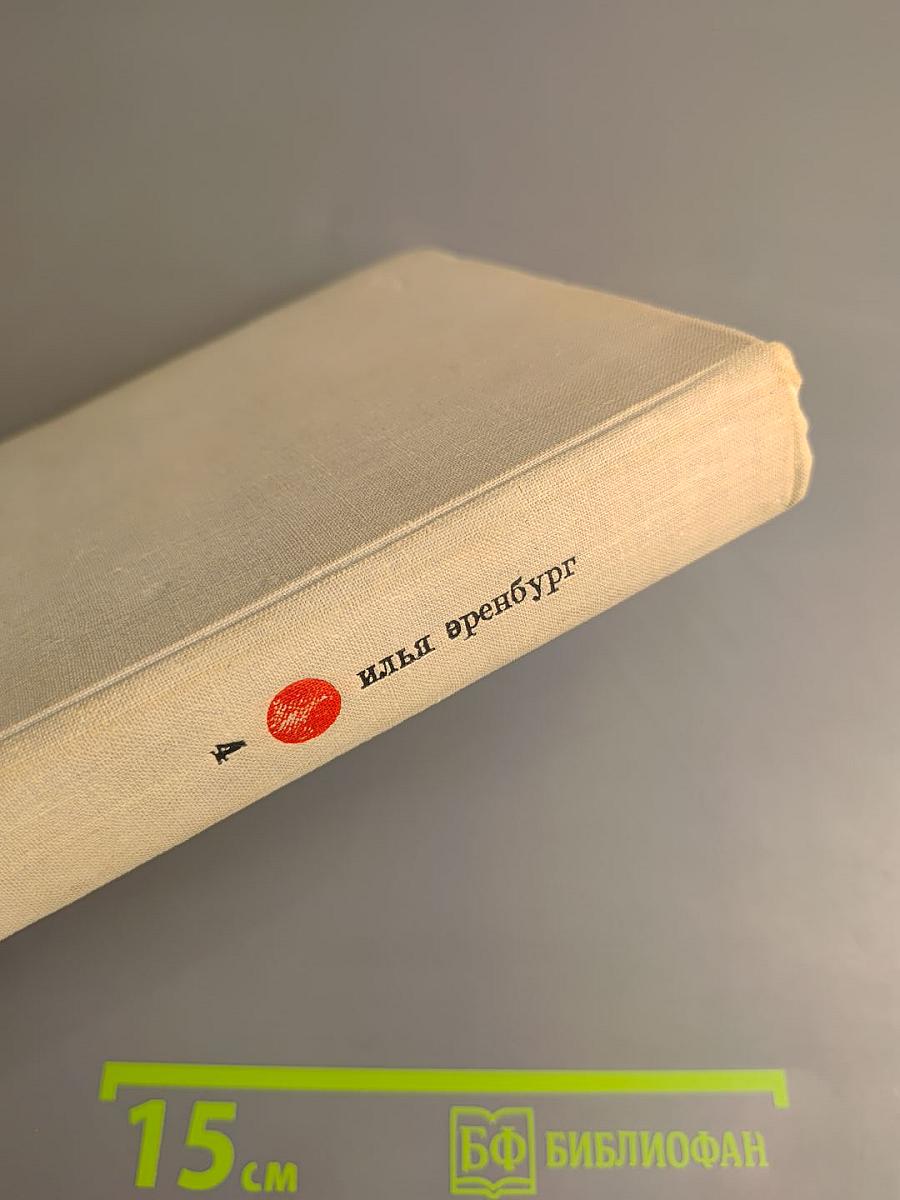 илья эренбург
4
15 см
БФ БИБЛИОФАН